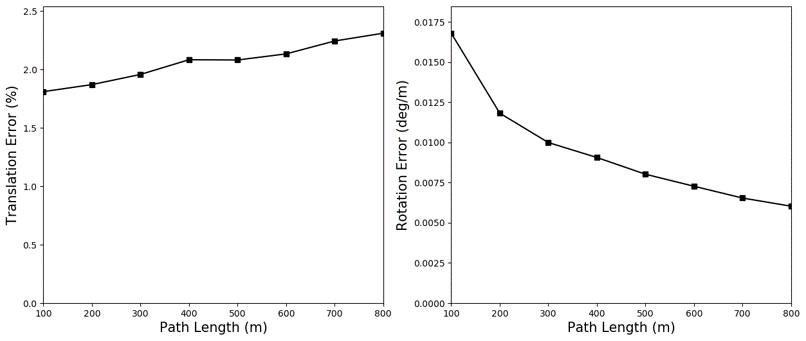 2.5
2.0
1.5
1.0
0.5
0.0
Translation Error (%)
100 200 300 400 500 600 700 800
Path Length (m)
0.0175
0.0150
0.0125
0.0100
0.0075
0.0050
0.0025
0.0000
Rotation Error (deg/m)
100 200 300 400 500 600 700 800
Path Length (m)